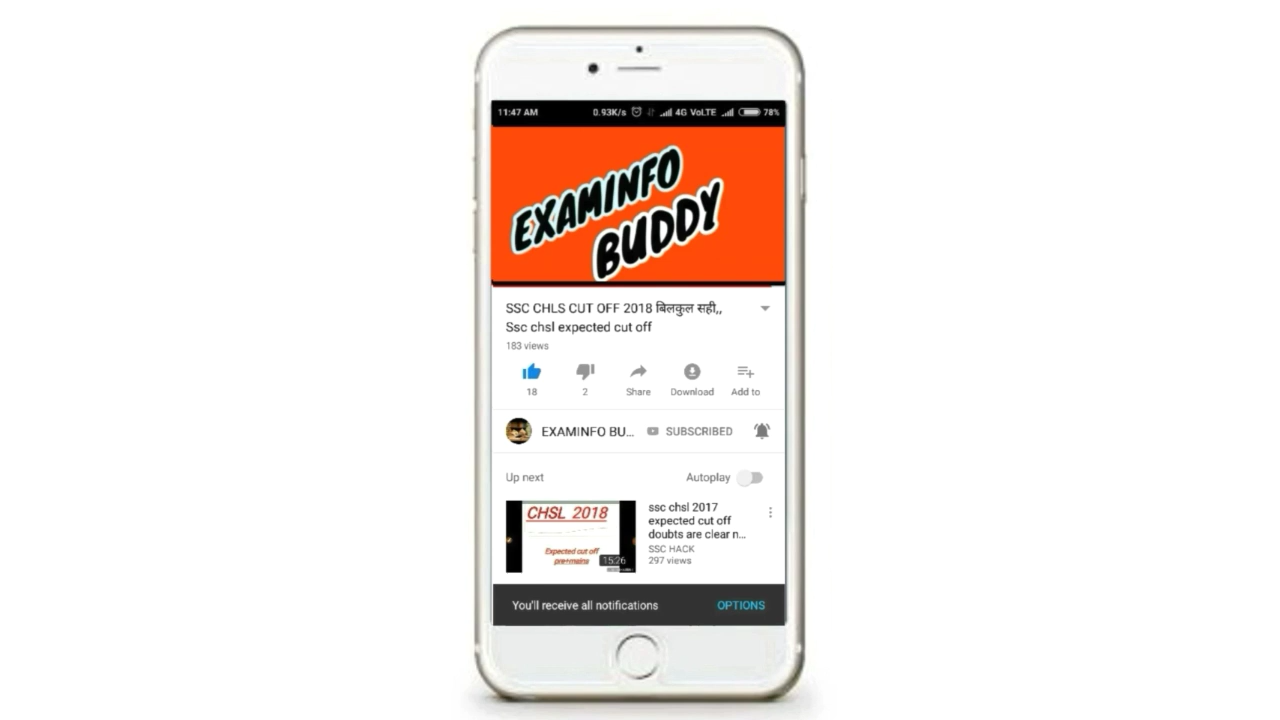 11:47 AM 0.93K/s 4G VoLTE 78%
EXAMINFO
BUDDY
SSC CHLS CUT OFF 2018 बिलकुल सही,,
Ssc chsl expected cut off
183 views
18 2 Share Download Add to
EXAMINFO BU... SUBSCRIBED
Up next Autoplay
CHSL 2018
Expected cut off
pre+mains
15:26
ssc chsl 2017
expected cut off
doubts are clear n...
SSC HACK
297 views
You'll receive all notifications OPTIONS